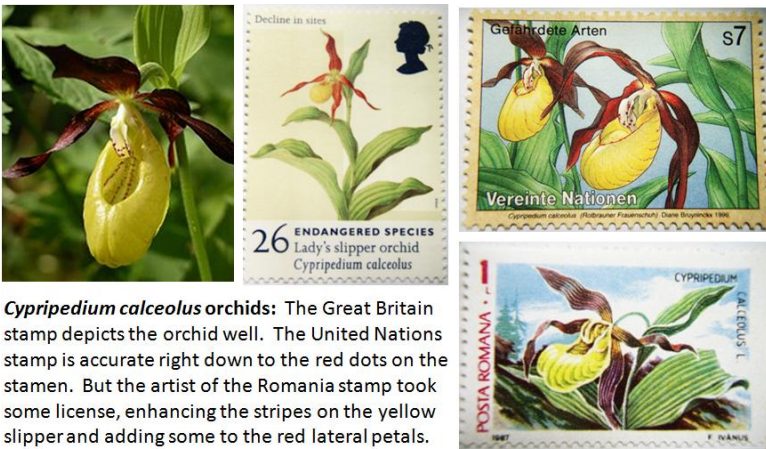 Decline in sites
26 ENDANGERED SPECIES
Lady's slipper orchid
Cypripedium calceolus
Gefährdete Arten
s7
Vereinte Nationen
Cypripedium calceolus (Rotbrauner Frauenschuh) Diane Bruyninckx 1996
POSTA ROMANA
CYPRIPEDIUM
CALCEOLUS L.
1987
F. IVĂNUS
Cypripedium calceolus orchids: The Great Britain
stamp depicts the orchid well. The United Nations
stamp is accurate right down to the red dots on the
stamen. But the artist of the Romania stamp took
some license, enhancing the stripes on the yellow
slipper and adding some to the red lateral petals.